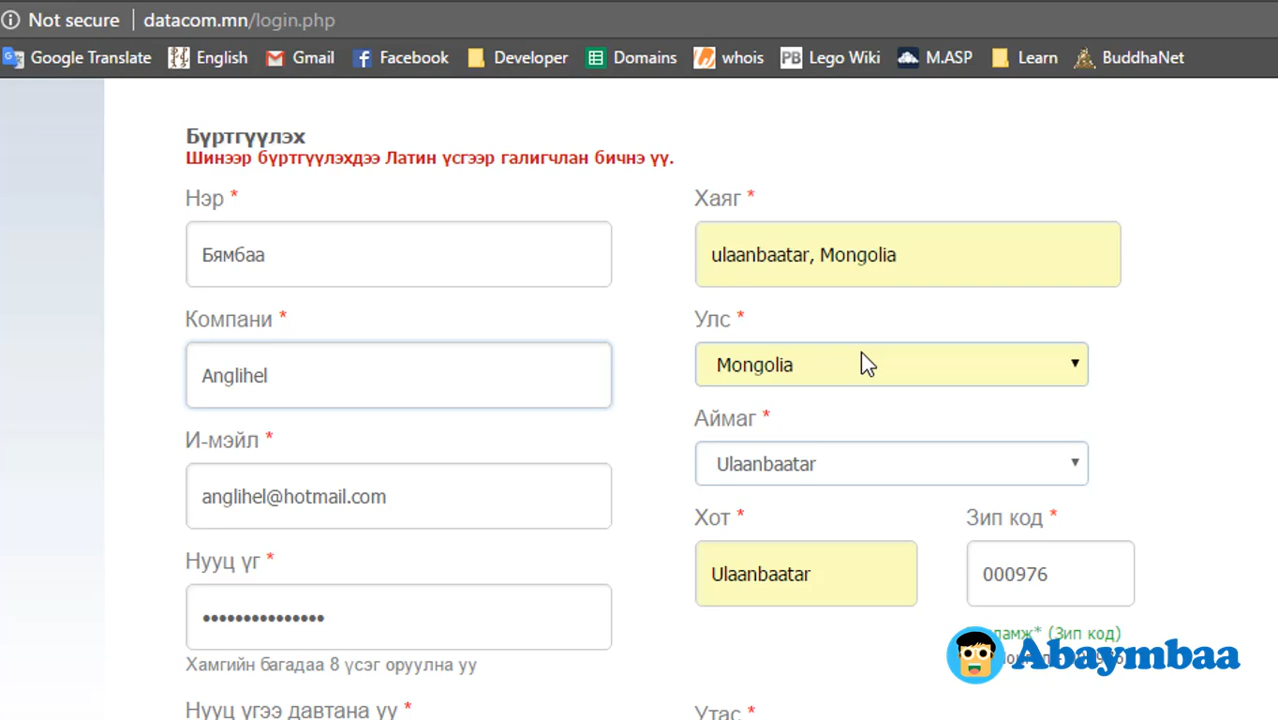 Not secure datacom.mn/login.php
Google Translate English Gmail Facebook Developer Domains whois PB Lego Wiki M.ASP Learn BuddhaNet
Бүртгүүлэх
Шинээр бүртгүүлэхдээ Латин үсгээр галигчлан бичнэ үү.
Нэр *
Бямбаа
Компани *
Anglihel
И-мэйл *
anglihel@hotmail.com
Нууц үг *
•••••••••••••••
Хамгийн багадаа 8 үсэг оруулна уу
Нууц үгээ давтана уу *
Хаяг *
ulaanbaatar, Mongolia
Улс *
Mongolia
Аймаг *
Ulaanbaatar
Хот *
Ulaanbaatar
Зип код *
000976
(Зип код)
Утас *
Abaymbaa